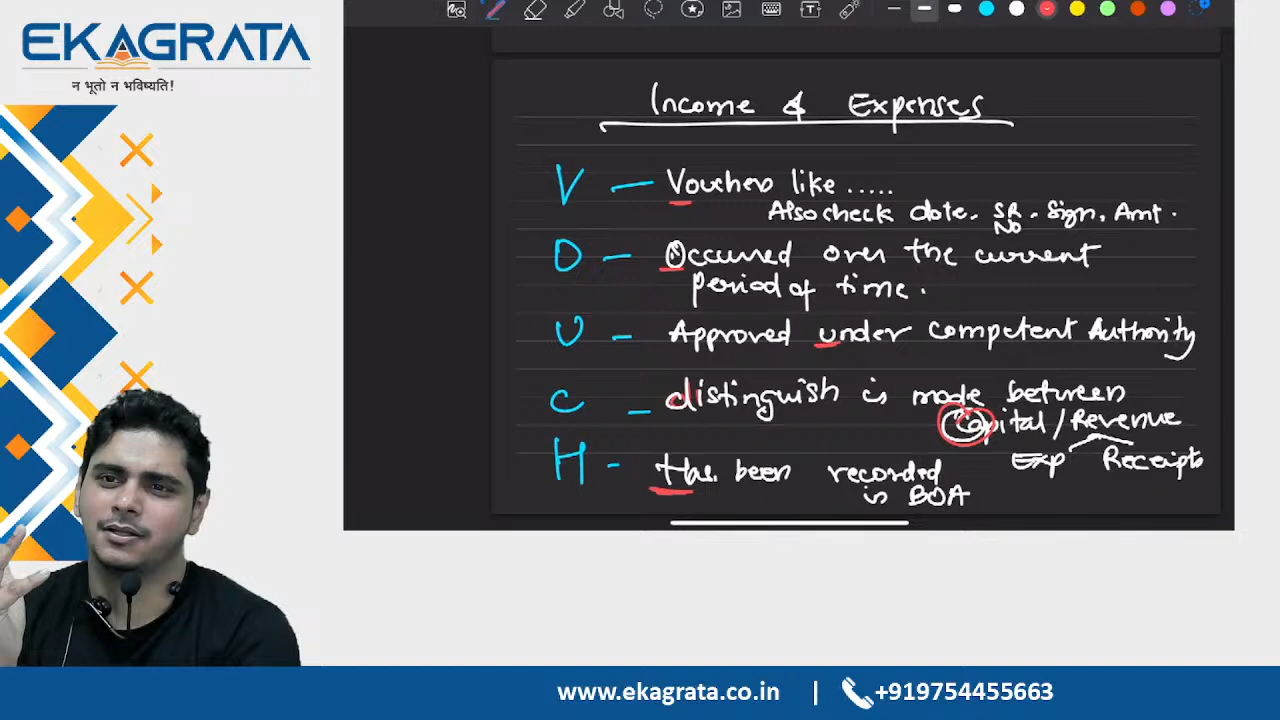 EKAGRATA
न भूतो न भविष्यति!
Income & Expenses
V — Vouchers like .....
Also check date. SR No. Sign. Amt.
O — Occurred over the current
period of time.
U - Approved under competent Authority
C - distinguish is made between
Capital / Revenue
Exp Receipts
H - Has been recorded
in BOA
www.ekagrata.co.in | +919754455663